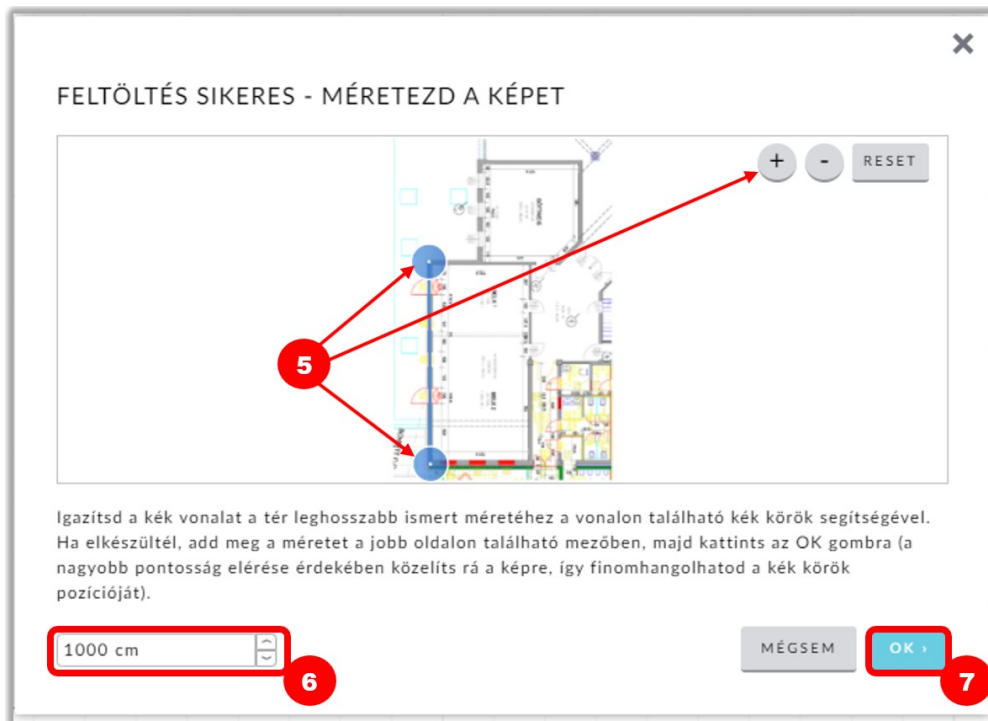 FELTÖLTÉS SIKERES - MÉRETEZD A KÉPET
+
-
RESET
5
Igazítsd a kék vonalat a tér leghosszabb ismert méretéhez a vonalon található kék körök segítségével.
Ha elkészültél, add meg a méretet a jobb oldalon található mezőben, majd kattints az OK gombra (a
nagyobb pontosság elérése érdekében közelíts rá a képre, így finomhangolhatod a kék körök
pozícióját).
1000 cm
MÉGSEM
OK ›
6
7